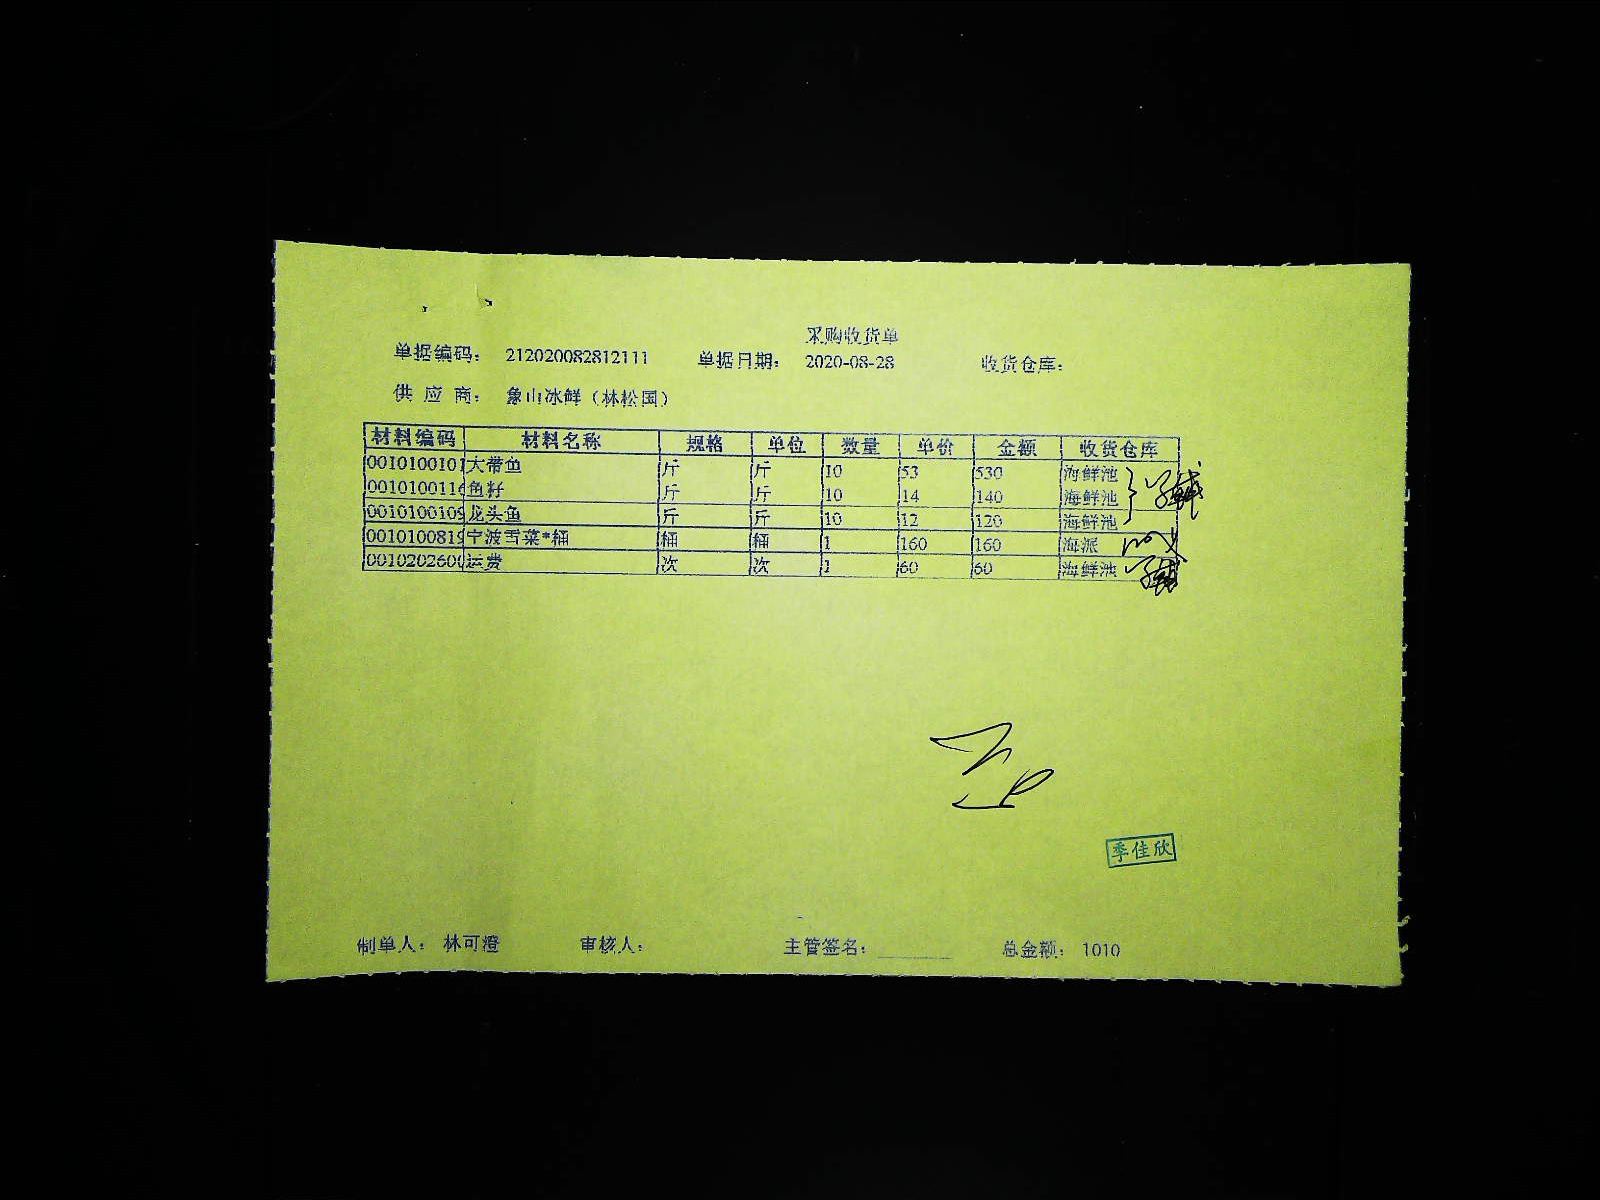 采购收货单
单据编码： 212020082812111 单据日期： 2020-08-28 收货仓库：
供 应 商： 象山冰鲜（林松国）
材料编码 材料名称 规格 单位 数量 单价 金额 收货仓库
0010100101 大带鱼 斤 斤 10 53 530 海鲜池
001010011 鱼籽 斤 斤 10 14 140 海鲜池
001010010 龙头鱼 斤 斤 10 12 120 海鲜池
001010081 宁波雪菜*桶 桶 桶 1 160 160 海派
001020260 运费 次 次 1 60 60 海鲜池
季佳欣
制单人： 林可澄 审核人： 主管签名： 总金额： 1010